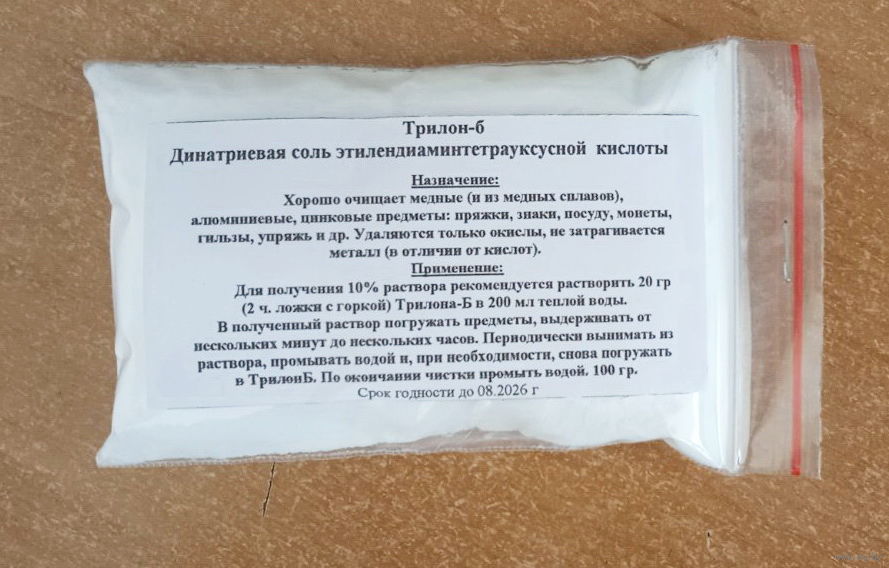 Трилон-б
Динатриевая соль этилендиаминтетрауксусной кислоты
Назначение:
Хорошо очищает медные (и из медных сплавов),
алюминиевые, цинковые предметы: пряжки, знаки, посуду, монеты,
гильзы, упряжь и др. Удаляются только окислы, не затрагивается
металл (в отличии от кислот).
Применение:
Для получения 10% раствора рекомендуется растворить 20 гр
(2 ч. ложки с горкой) Трилона-Б в 200 мл теплой воды.
В полученный раствор погружать предметы, выдерживать от
нескольких минут до нескольких часов. Периодически вынимать из
раствора, промывать водой и, при необходимости, снова погружать
в ТрилонБ. По окончании чистки промыть водой. 100 гр.
Срок годности до 08.2026 г